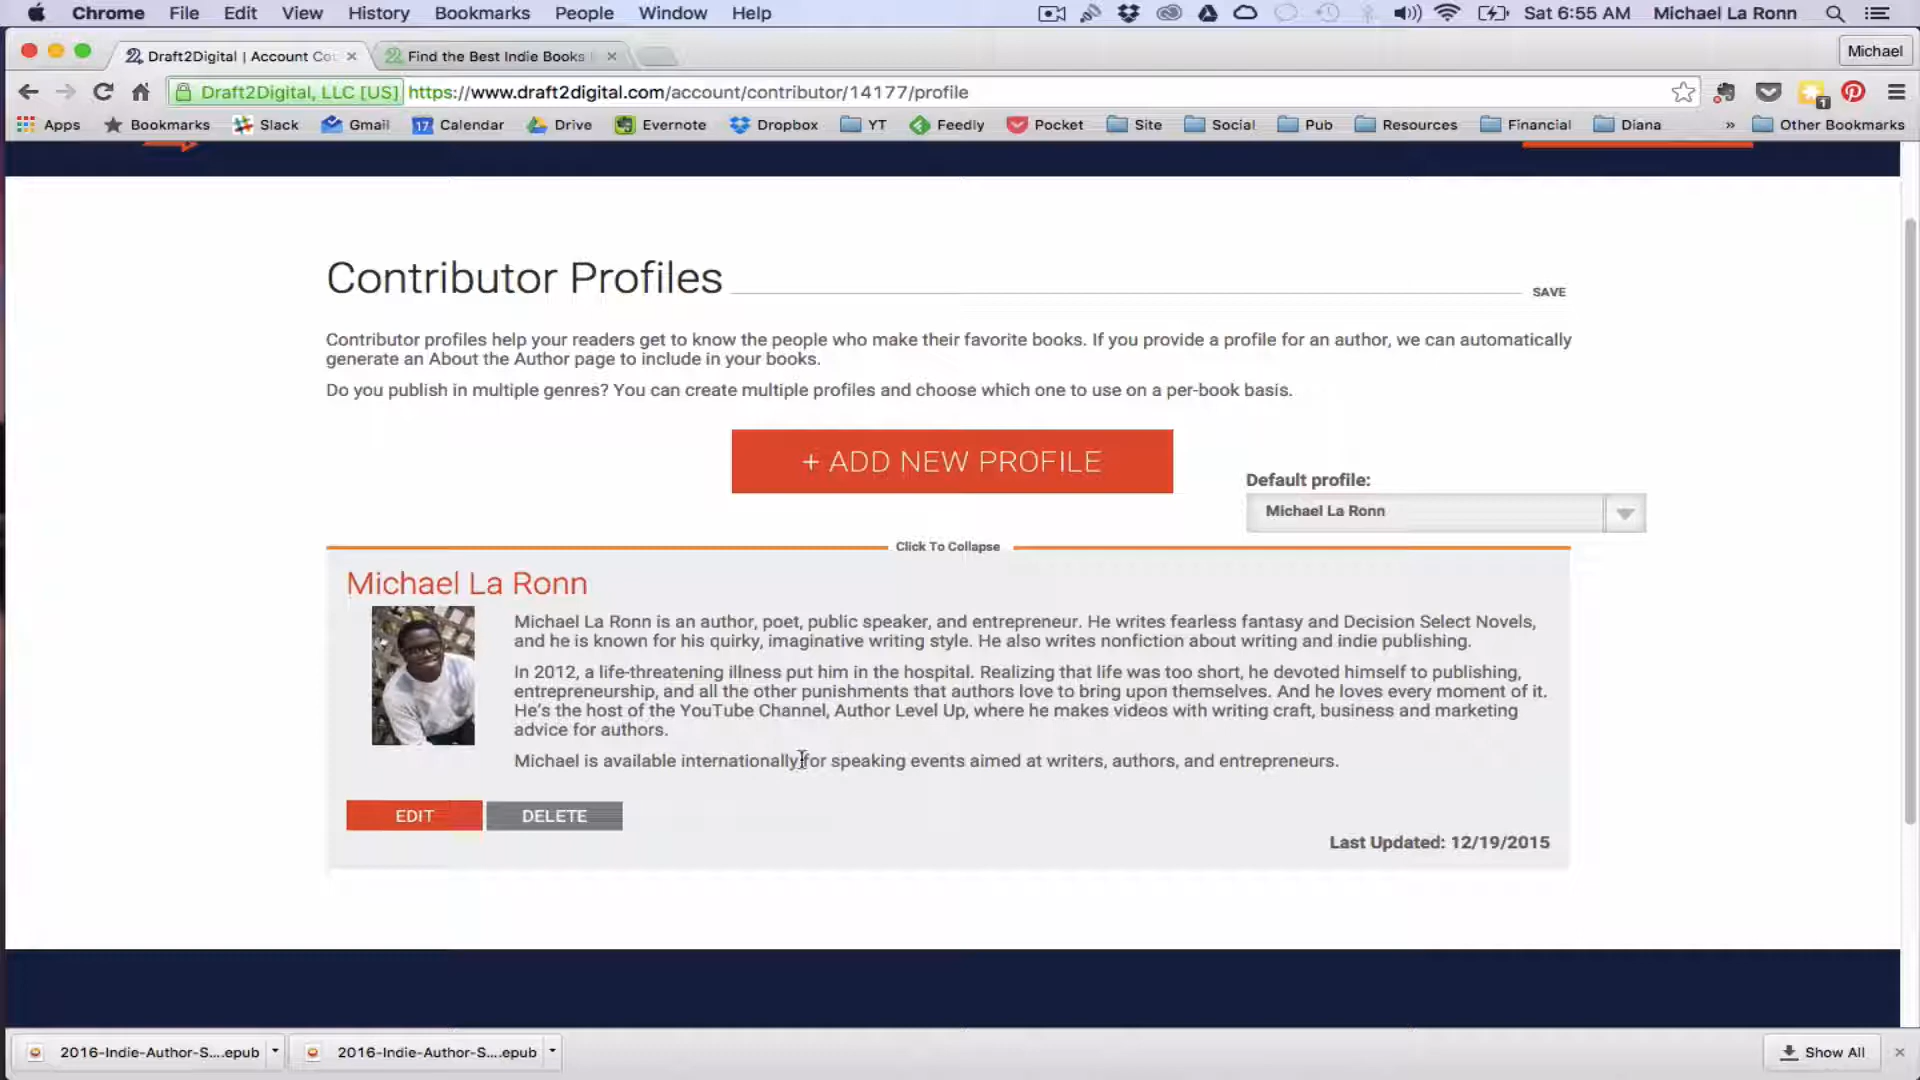 Chrome File Edit View History Bookmarks People Window Help Sat 6:55 AM Michael La Ronn
Draft2Digital | Account Co Find the Best Indie Books Michael
Draft2Digital, LLC [US] https://www.draft2digital.com/account/contributor/14177/profile
Apps Bookmarks Slack Gmail 17 Calendar Drive Evernote Dropbox YT Feedly Pocket Site Social Pub Resources Financial Diana » Other Bookmarks
Contributor Profiles SAVE
Contributor profiles help your readers get to know the people who make their favorite books. If you provide a profile for an author, we can automatically
generate an About the Author page to include in your books.
Do you publish in multiple genres? You can create multiple profiles and choose which one to use on a per-book basis.
+ ADD NEW PROFILE
Default profile:
Michael La Ronn
Click To Collapse
Michael La Ronn
Michael La Ronn is an author, poet, public speaker, and entrepreneur. He writes fearless fantasy and Decision Select Novels,
and he is known for his quirky, imaginative writing style. He also writes nonfiction about writing and indie publishing.
In 2012, a life-threatening illness put him in the hospital. Realizing that life was too short, he devoted himself to publishing,
entrepreneurship, and all the other punishments that authors love to bring upon themselves. And he loves every moment of it.
He's the host of the YouTube Channel, Author Level Up, where he makes videos with writing craft, business and marketing
advice for authors.
Michael is available internationally for speaking events aimed at writers, authors, and entrepreneurs.
EDIT DELETE
Last Updated: 12/19/2015
2016-Indie-Author-S....epub 2016-Indie-Author-S....epub Show All